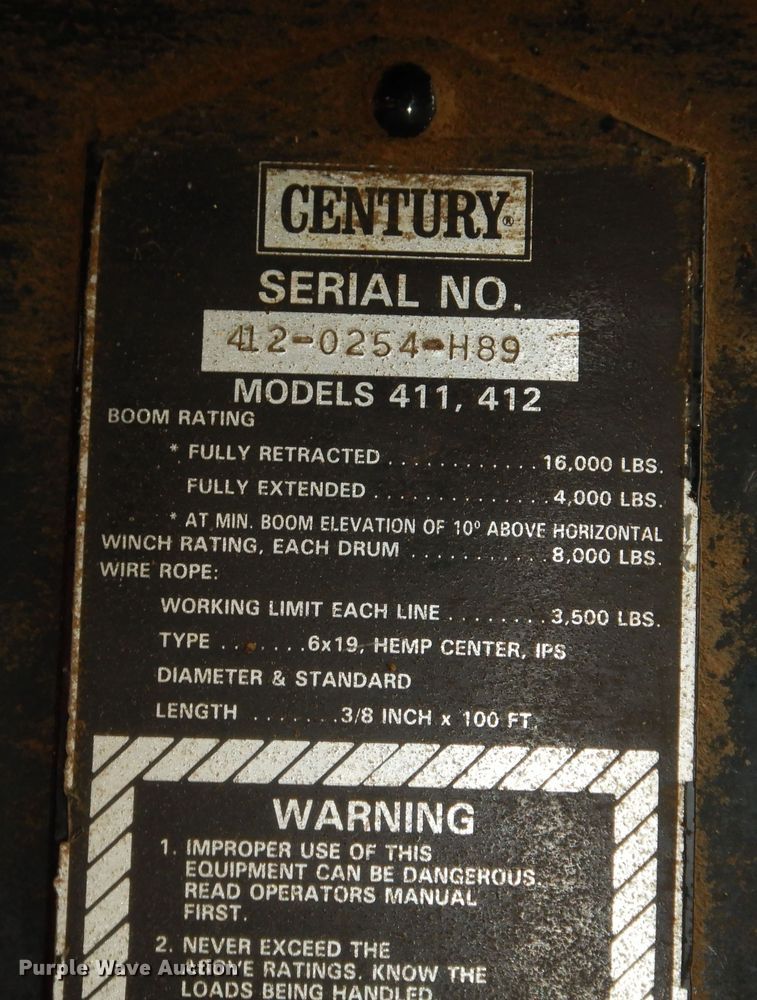 CENTURY®
SERIAL NO.
412-0254-H89
MODELS 411, 412
BOOM RATING
* FULLY RETRACTED ............. 16,000 LBS.
FULLY EXTENDED ............... 4,000 LBS.
* AT MIN. BOOM ELEVATION OF 10º ABOVE HORIZONTAL
WINCH RATING, EACH DRUM ........... 8,000 LBS.
WIRE ROPE:
WORKING LIMIT EACH LINE ........ 3,500 LBS.
TYPE ....... 6x19, HEMP CENTER, IPS
DIAMETER & STANDARD
LENGTH ....... 3/8 INCH x 100 FT.
WARNING
1. IMPROPER USE OF THIS
EQUIPMENT CAN BE DANGEROUS.
READ OPERATORS MANUAL
FIRST.
2. NEVER EXCEED THE
RATINGS. KNOW THE
LOADS BEING HANDLED
Purple Wave Auction